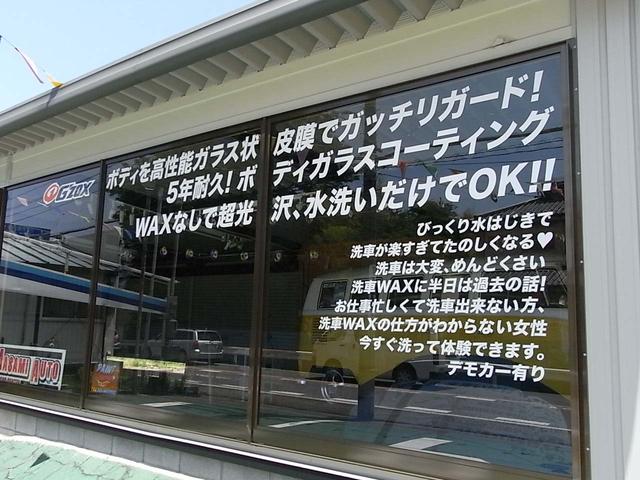 G'ZOX
ボディを高性能ガラス状皮膜でガッチリガード!
5年耐久!ボディガラスコーティング
WAXなしで超光沢、水洗いだけでOK!!
びっくり水はじきで
洗車が楽すぎてたのしくなる♥
洗車は大変、めんどくさい
洗車WAXに半日は過去の話!
お仕事忙しくて洗車出来ない方、
洗車WAXの仕方がわからない女性
今すぐ洗って体験できます。
デモカー有り
MASAMI AUTO
PAINT